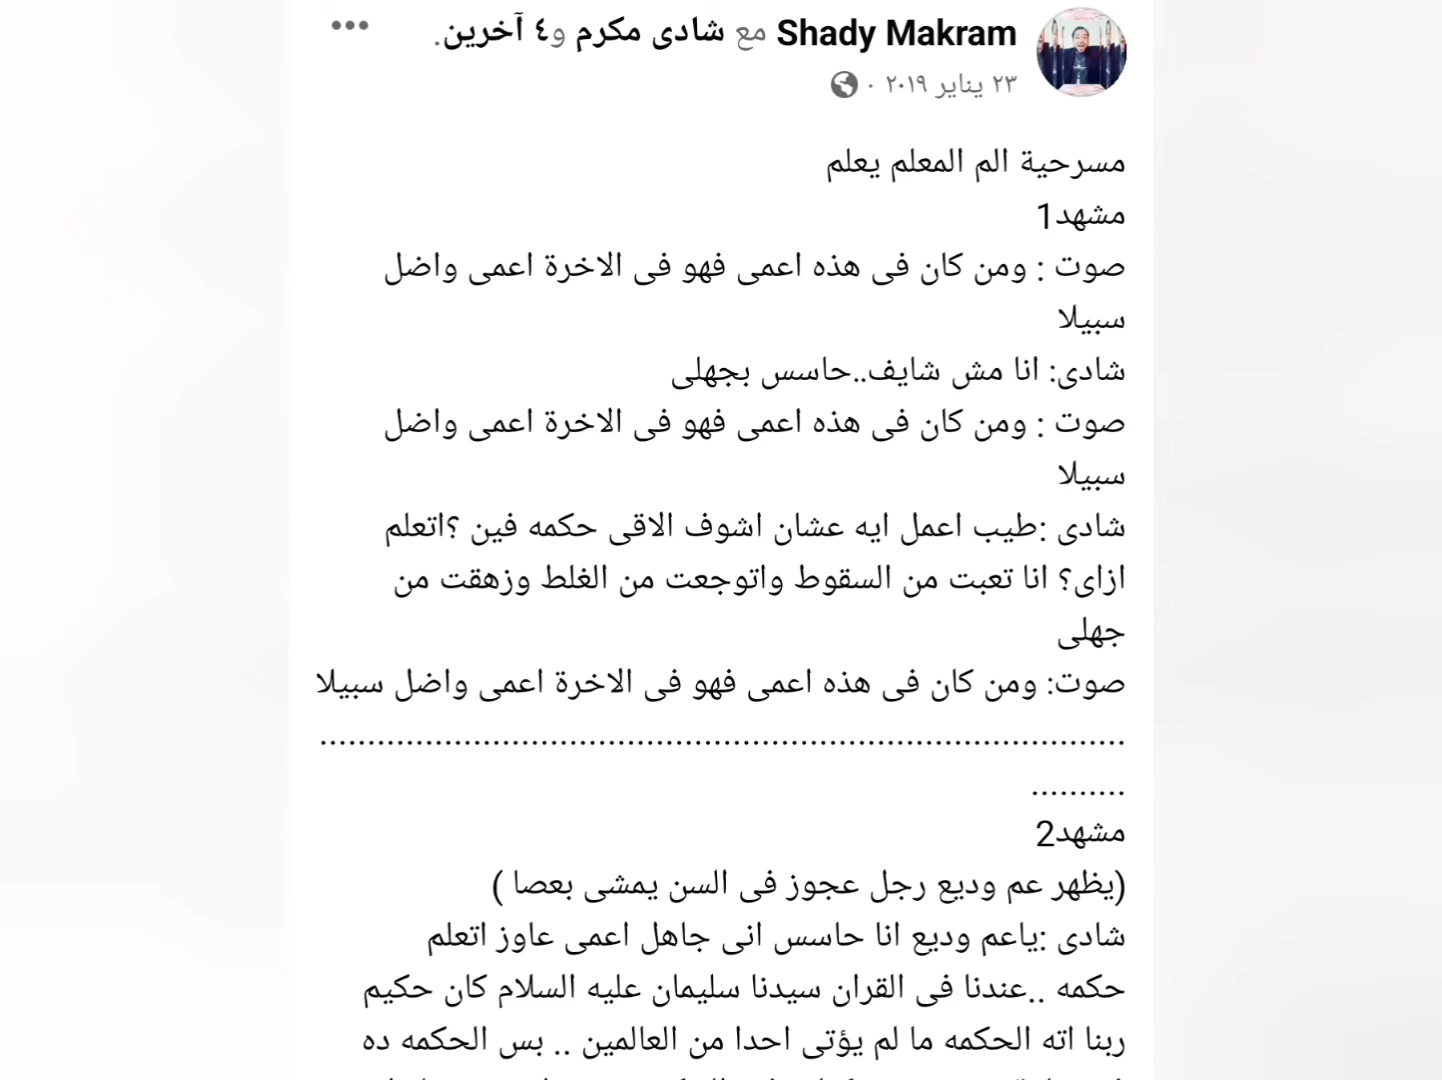 Shady Makram مع شادى مكرم و٤ آخرين.
٢٣ يناير ٢٠١٩ ·
مسرحية الم المعلم يعلم
مشهد1
صوت : ومن كان فى هذه اعمى فهو فى الاخرة اعمى واضل
سبيلا
شادى: انا مش شايف..حاسس بجهلى
صوت : ومن كان فى هذه اعمى فهو فى الاخرة اعمى واضل
سبيلا
شادى :طيب اعمل ايه عشان اشوف الاقى حكمه فين ؟اتعلم
ازاى؟ انا تعبت من السقوط واتوجعت من الغلط وزهقت من
جهلى
صوت: ومن كان فى هذه اعمى فهو فى الاخرة اعمى واضل سبيلا
....................................................................................
..........
مشهد2
(يظهر عم وديع رجل عجوز فى السن يمشى بعصا )
شادى :ياعم وديع انا حاسس انى جاهل اعمى عاوز اتعلم
حكمه ..عندنا فى القران سيدنا سليمان عليه السلام كان حكيم
ربنا اته الحكمه ما لم يؤتى احدا من العالمين .. بس الحكمه ده